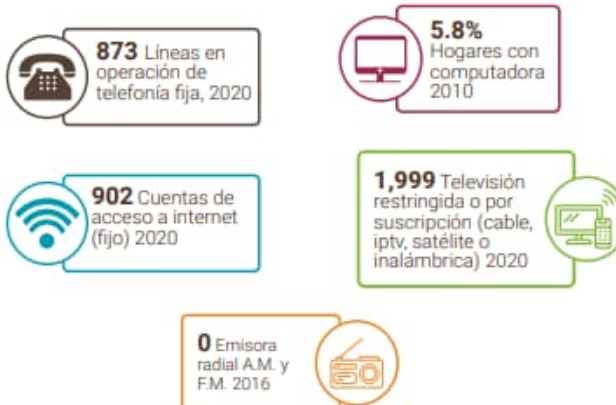 873 Líneas en
operación de
telefonía fija, 2020
5.8%
Hogares con
computadora
2010
902 Cuentas de
acceso a internet
(fijo) 2020
1,999 Televisión
restringida o por
suscripción (cable,
iptv, satélite o
inalámbrica) 2020
0 Emisora
radial A.M. y
F.M. 2016